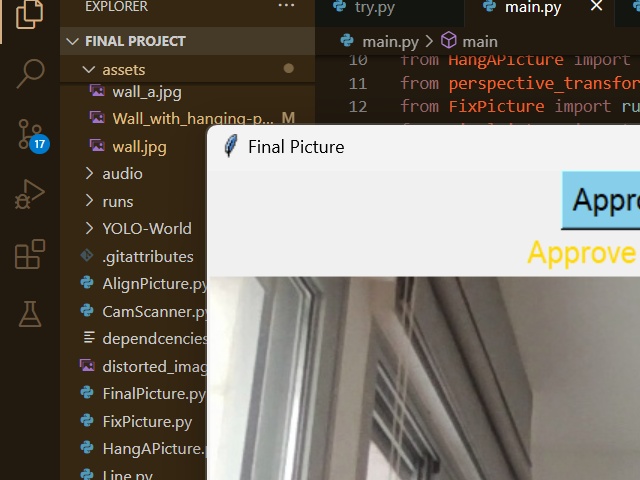 EXPLORER
···
try.py
main.py
FINAL PROJECT
main.py > main
assets
10 from HangAPicture import
wall_a.jpg
11 from perspective_transfor
Wall_with_hanging-p... M
12 from FixPicture import ru
wall.jpg
17
Final Picture
audio
runs
Appro
YOLO-World
Approve
.gitattributes
AlignPicture.py
CamScanner.py
dependcencies
distorted_imag
FinalPicture.py
FixPicture.py
HangAPicture.
Line.py